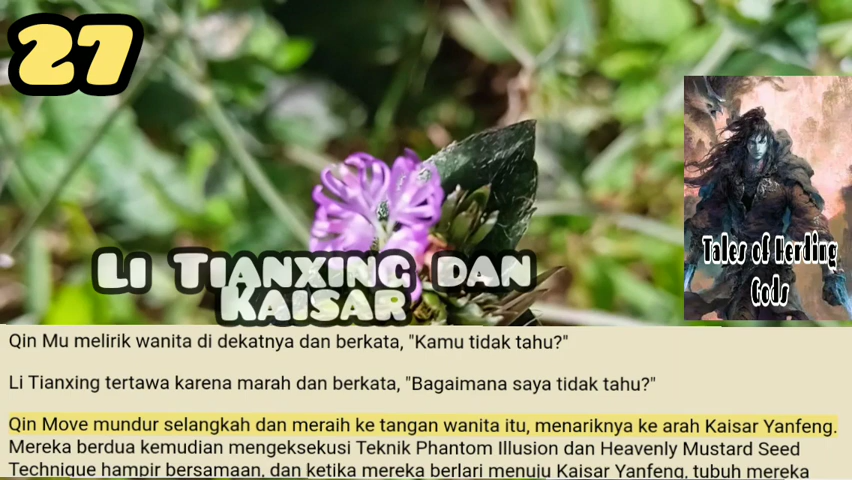 27
Tales of Herding
Gods
LI TIANXING DAN
KAISAR
Qin Mu melirik wanita di dekatnya dan berkata, "Kamu tidak tahu?"
Li Tianxing tertawa karena marah dan berkata, "Bagaimana saya tidak tahu?"
Qin Move mundur selangkah dan meraih ke tangan wanita itu, menariknya ke arah Kaisar Yanfeng.
Mereka berdua kemudian mengeksekusi Teknik Phantom Illusion dan Heavenly Mustard Seed
Technique hampir bersamaan, dan ketika mereka berlari menuju Kaisar Yanfeng, tubuh mereka